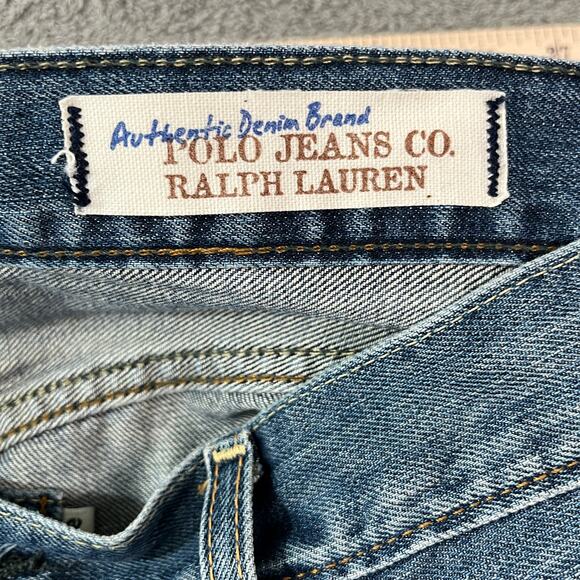 Authentic Denim Brand
POLO JEANS CO.
RALPH LAUREN